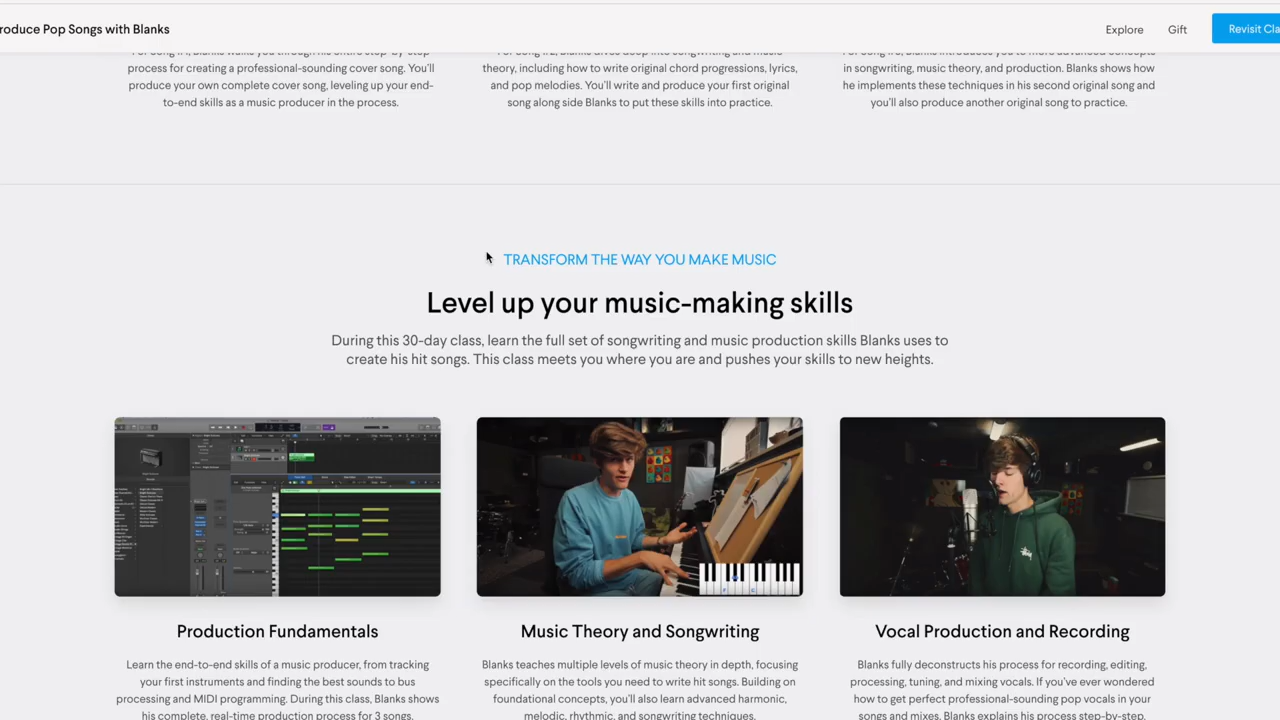 roduce Pop Songs with Blanks
Explore
Gift
Revisit Cla
process for creating a professional-sounding cover song. You'll
produce your own complete cover song, leveling up your end-
to-end skills as a music producer in the process.
theory, including how to write original chord progressions, lyrics,
and pop melodies. You'll write and produce your first original
song along side Blanks to put these skills into practice.
in songwriting, music theory, and production. Blanks shows how
he implements these techniques in his second original song and
you'll also produce another original song to practice.
TRANSFORM THE WAY YOU MAKE MUSIC
Level up your music-making skills
During this 30-day class, learn the full set of songwriting and music production skills Blanks uses to
create his hit songs. This class meets you where you are and pushes your skills to new heights.
Production Fundamentals
Learn the end-to-end skills of a music producer, from tracking
your first instruments and finding the best sounds to bus
processing and MIDI programming. During this class, Blanks shows
his complete, real-time production process for 3 songs.
Music Theory and Songwriting
Blanks teaches multiple levels of music theory in depth, focusing
specifically on the tools you need to write hit songs. Building on
foundational concepts, you'll also learn advanced harmonic,
melodic, rhythmic, and songwriting techniques.
Vocal Production and Recording
Blanks fully deconstructs his process for recording, editing,
processing, tuning, and mixing vocals. If you've ever wondered
how to get perfect professional-sounding pop vocals in your
songs and mixes, Blanks explains his process step-by-step.